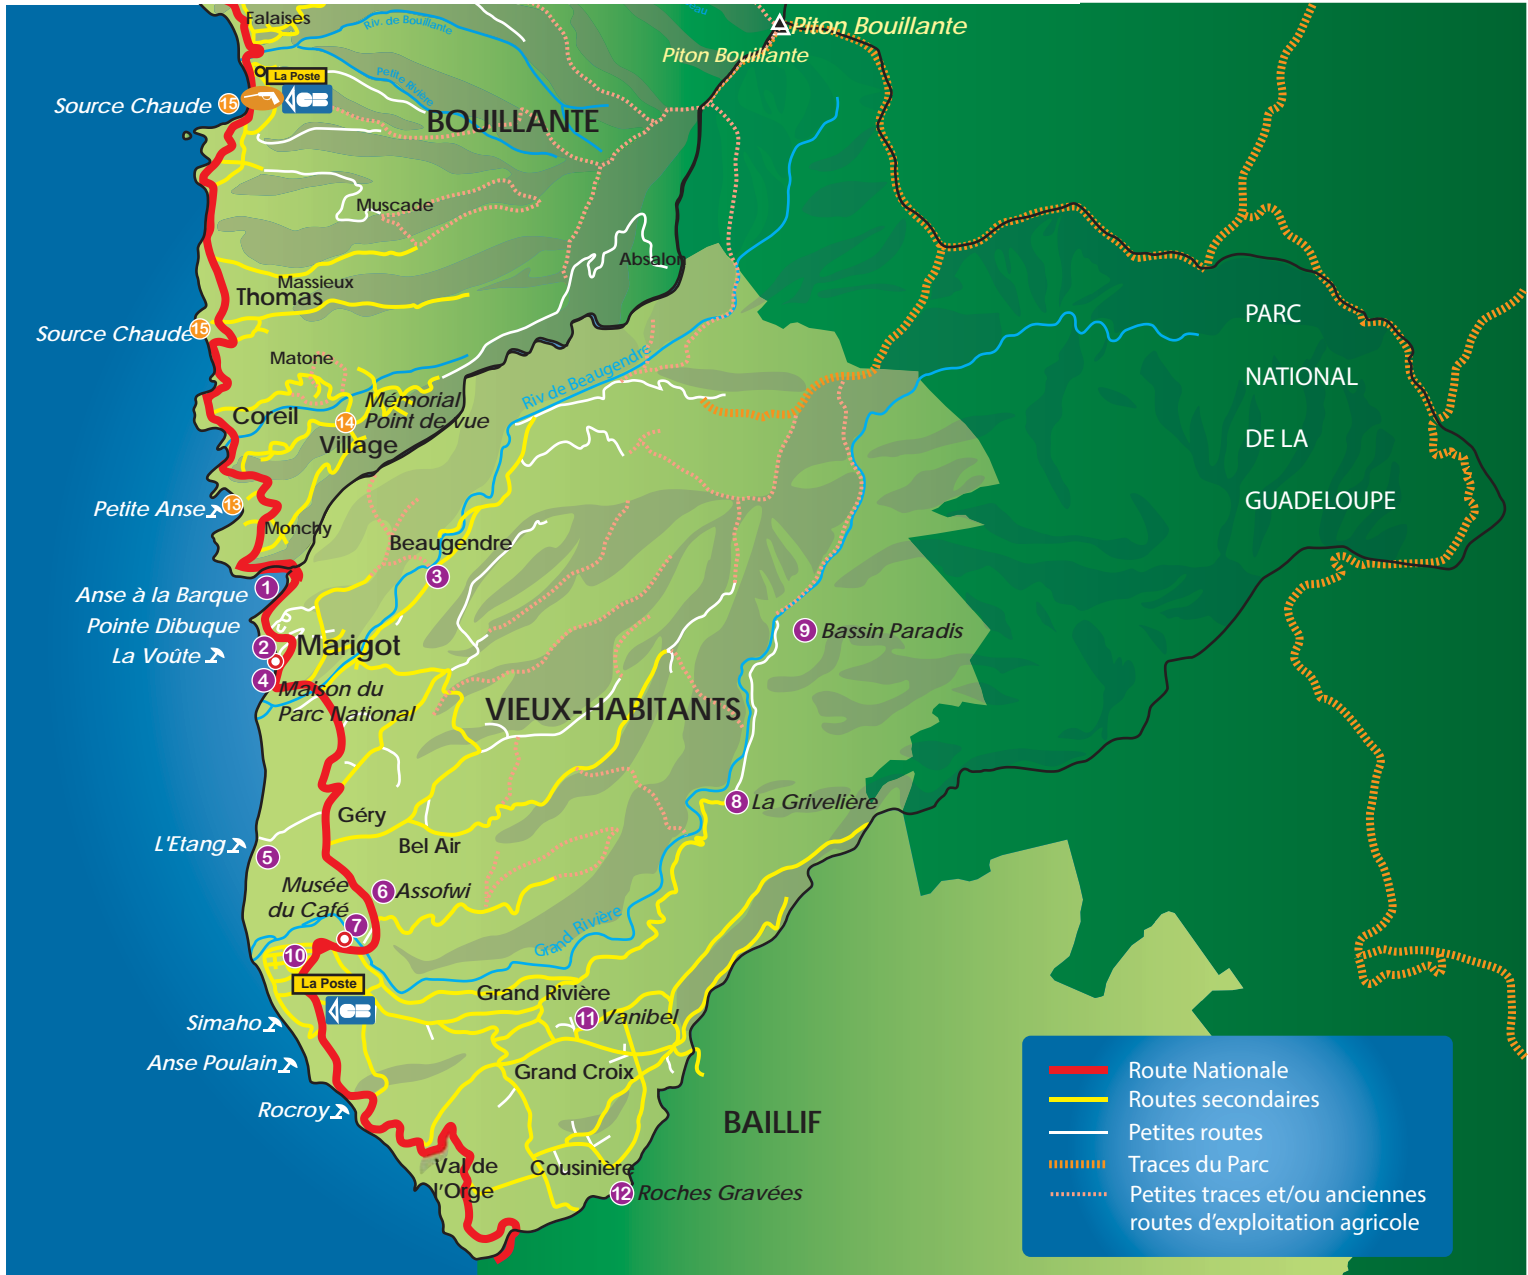 Falaises
Riv. de Bouillante
Piton Bouillante
Piton Bouillante
La Poste
Petite Rivière
Source Chaude 15
BOUILLANTE
Muscade
Absalon
Massieux
Thomas
PARC
NATIONAL
DE LA
GUADELOUPE
Source Chaude 15
Matone
Riv de Beaugendre
Mémorial
Point de vue
14
Coreil
Village
Petite Anse 13
Monchy
Beaugendre
3
1
Anse à la Barque
Pointe Dibuque
2
Marigot
La Voûte
9 Bassin Paradis
4
Maison du
Parc National
VIEUX-HABITANTS
8 La Grivelière
Géry
Bel Air
L'Etang
5
Musée
du Café
7
6 Assofwi
Grand Rivière
10
La Poste
Grand Rivière
11 Vanibel
Simaho
Anse Poulain
Grand Croix
Rocroy
BAILLIF
Val de
l'Orge
Cousinière
12 Roches Gravées
Route Nationale
Routes secondaires
Petites routes
Traces du Parc
Petites traces et/ou anciennes
routes d'exploitation agricole